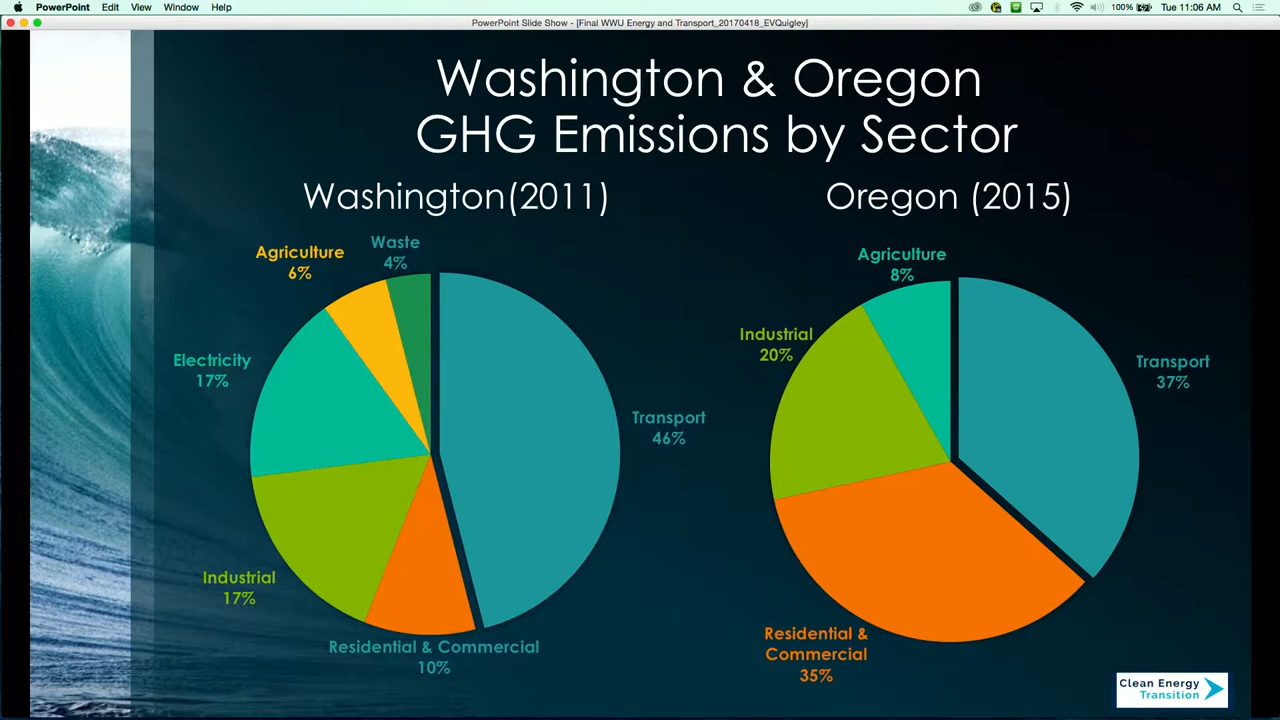 PowerPoint Edit View Window Help
100% Tue 11:06 AM
PowerPoint Slide Show - [Final WWU Energy and Transport_20170418_EVQuigley]
Washington & Oregon
GHG Emissions by Sector
Washington(2011)
Agriculture
6%
Waste
4%
Electricity
17%
Transport
46%
Industrial
17%
Residential & Commercial
10%
Oregon (2015)
Agriculture
8%
Industrial
20%
Transport
37%
Residential &
Commercial
35%
Clean Energy
Transition